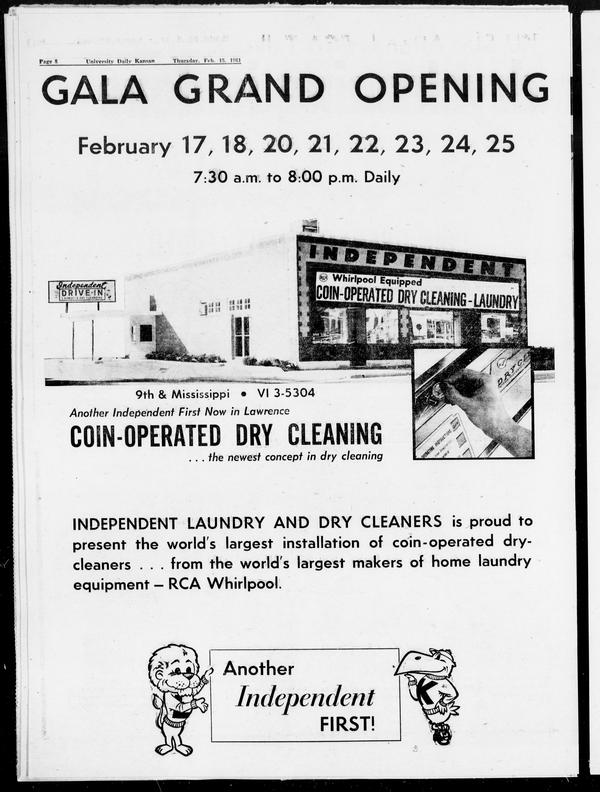 Page 8 University Daily Kansan Thursday, Feb. 1961
GALA GRAND OPENING
February 17, 18, 20, 21, 22, 23, 24, 25
7:30 a.m. to 8:00 p.m. Daily
Independent
DRIVE-IN
INDEPENDENT
Whirlpool Equipped
COIN-OPERATED DRY CLEANING - LAUNDRY
9th & Mississippi • VI 3-5304
Another Independent First Now in Lawrence
COIN-OPERATED DRY CLEANING
. . . the newest concept in dry cleaning
INDEPENDENT LAUNDRY AND DRY CLEANERS is proud to
present the world's largest installation of coin-operated dry-
cleaners . . . from the world's largest makers of home laundry
equipment — RCA Whirlpool.
Another
Independent
FIRST!
K